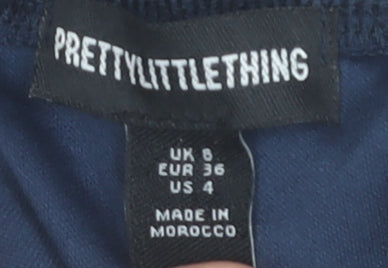 PRETTYLITTLETHING
UK 8
EUR 36
US 4
MADE IN
MOROCCO